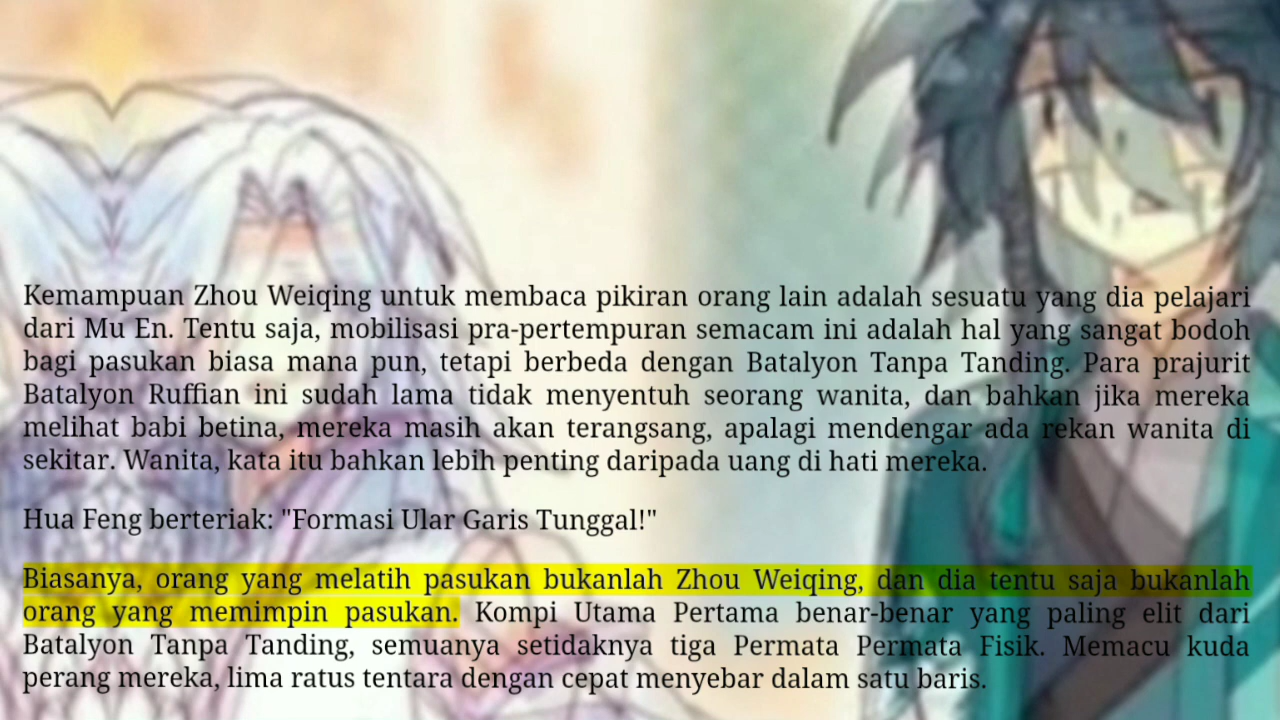 Kemampuan Zhou Weiqing untuk membaca pikiran orang lain adalah sesuatu yang dia pelajari
dari Mu En. Tentu saja, mobilisasi pra-pertempuran semacam ini adalah hal yang sangat bodoh
bagi pasukan biasa mana pun, tetapi berbeda dengan Batalyon Tanpa Tanding. Para prajurit
Batalyon Ruffian ini sudah lama tidak menyentuh seorang wanita, dan bahkan jika mereka
melihat babi betina, mereka masih akan terangsang, apalagi mendengar ada rekan wanita di
sekitar. Wanita, kata itu bahkan lebih penting daripada uang di hati mereka.
Hua Feng berteriak: "Formasi Ular Garis Tunggal!"
Biasanya, orang yang melatih pasukan bukanlah Zhou Weiqing, dan dia tentu saja bukanlah
orang yang memimpin pasukan. Kompi Utama Pertama benar-benar yang paling elit dari
Batalyon Tanpa Tanding, semuanya setidaknya tiga Permata Permata Fisik. Memacu kuda
perang mereka, lima ratus tentara dengan cepat menyebar dalam satu baris.